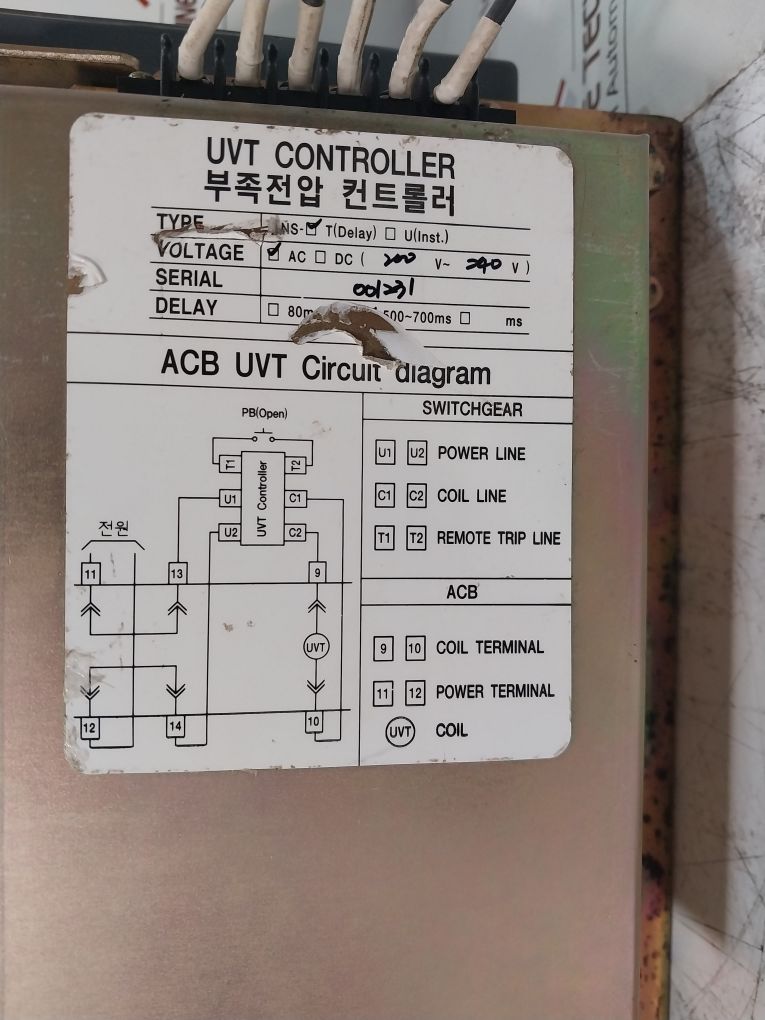 UVT CONTROLLER
부족전압 컨트롤러
TYPE NS-☑ T(Delay) ☐ U(Inst.)
VOLTAGE ☑ AC ☐ DC ( 200 V~ 240 V )
SERIAL 001231
DELAY ☐ 500~700ms ☐ ms
ACB UVT Circuit diagram
PB(Open)
T1 T2
UVT Controller
U1 C1
U2 C2
전원
11 13 9
UVT
12 14 10
SWITCHGEAR
U1 U2 POWER LINE
C1 C2 COIL LINE
T1 T2 REMOTE TRIP LINE
ACB
9 10 COIL TERMINAL
11 12 POWER TERMINAL
UVT COIL